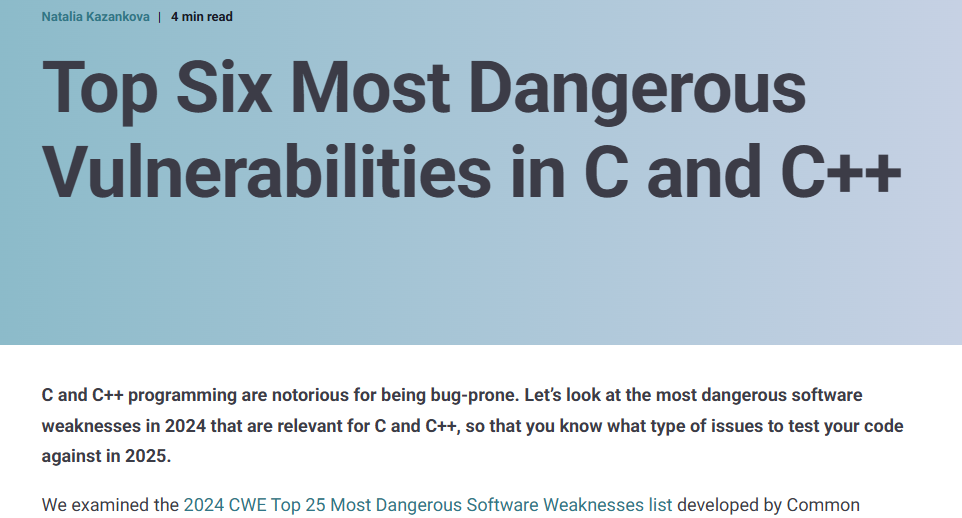 Natalia Kazankova | 4 min read
Top Six Most Dangerous
Vulnerabilities in C and C++
C and C++ programming are notorious for being bug-prone. Let’s look at the most dangerous software
weaknesses in 2024 that are relevant for C and C++, so that you know what type of issues to test your code
against in 2025.
We examined the 2024 CWE Top 25 Most Dangerous Software Weaknesses list developed by Common